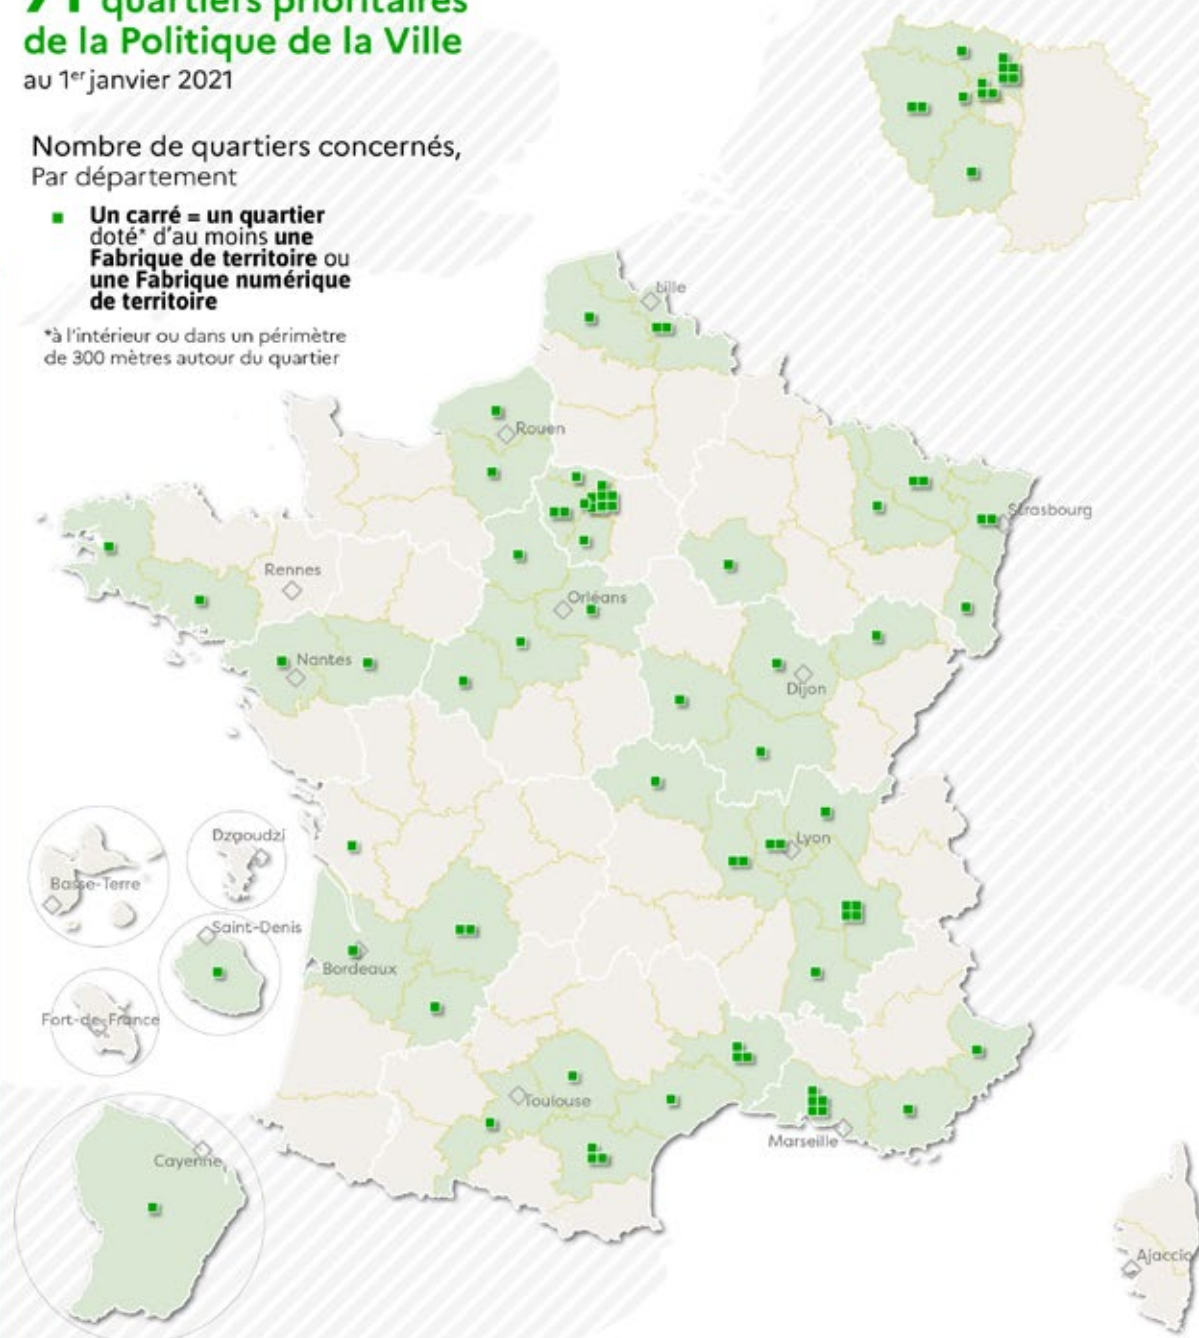 71 quartiers prioritaires
de la Politique de la Ville
au 1er janvier 2021
Nombre de quartiers concernés,
Par département
Un carré = un quartier
doté* d'au moins une
Fabrique de territoire ou
une Fabrique numérique
de territoire
*à l'intérieur ou dans un périmètre
de 300 mètres autour du quartier
Lille
Rouen
Strasbourg
Rennes
Orléans
Nantes
Dijon
Lyon
Dzaoudzi
Basse-Terre
Saint-Denis
Bordeaux
Fort-de-France
Toulouse
Marseille
Cayenne
Ajaccio